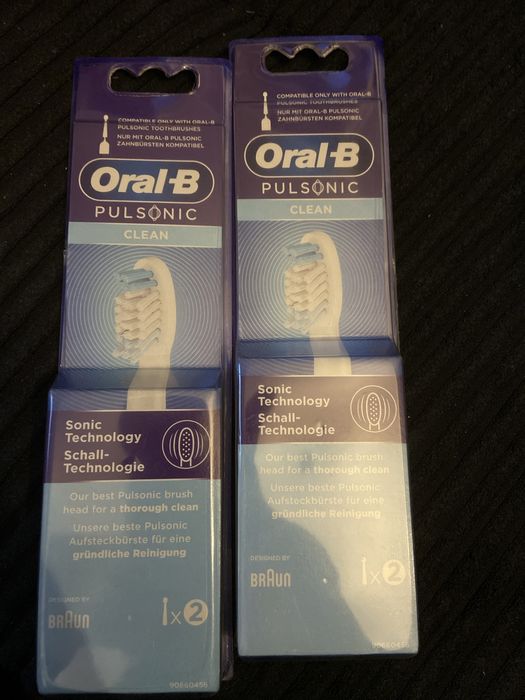 COMPATIBLE ONLY WITH ORAL-B
PULSONIC TOOTHBRUSHES
NUR MIT ORAL-B PULSONIC
ZAHNBÜRSTEN KOMPATIBEL
Oral-B
PULSONIC
CLEAN
Sonic
Technology
Schall-
Technologie
Our best Pulsonic brush
head for a thorough clean
Unsere beste Pulsonic
Aufsteckbürste für eine
gründliche Reinigung
DESIGNED BY
BRAUN
x2
90860456
COMPATIBLE ONLY WITH ORAL-B
PULSONIC TOOTHBRUSHES
NUR MIT ORAL-B PULSONIC
ZAHNBÜRSTEN KOMPATIBEL
Oral-B
PULSONIC
CLEAN
Sonic
Technology
Schall-
Technologie
Our best Pulsonic brush
head for a thorough clean
Unsere beste Pulsonic
Aufsteckbürste für eine
gründliche Reinigung
DESIGNED BY
BRAUN
x2
90860456